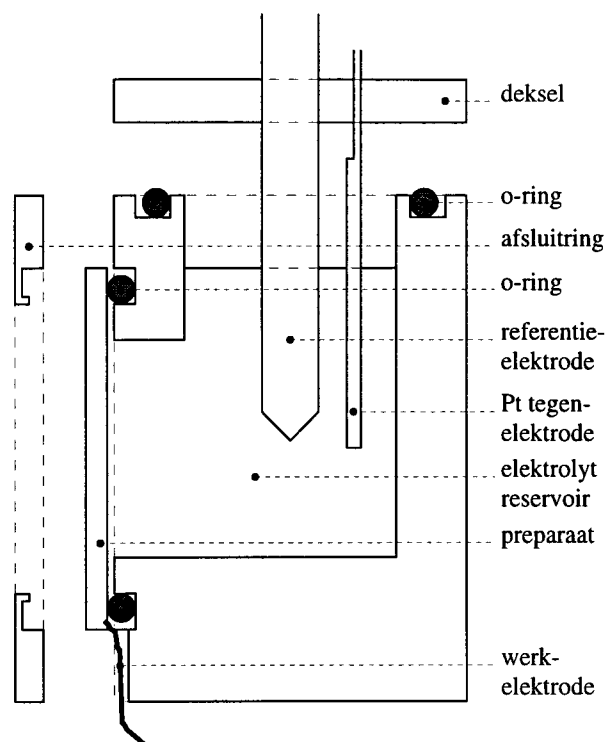 deksel
o-ring
afsluitring
o-ring
referentie-
elektrode
Pt tegen-
elektrode
elektrolyt
reservoir
preparaat
werk-
elektrode